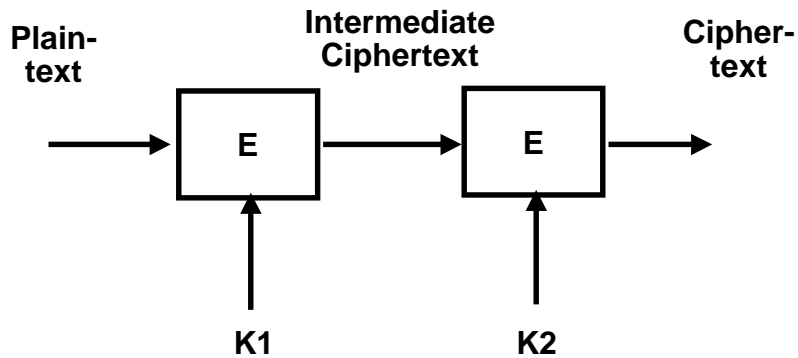 Plain-
text
Intermediate
Ciphertext
Cipher-
text
E
E
K1
K2